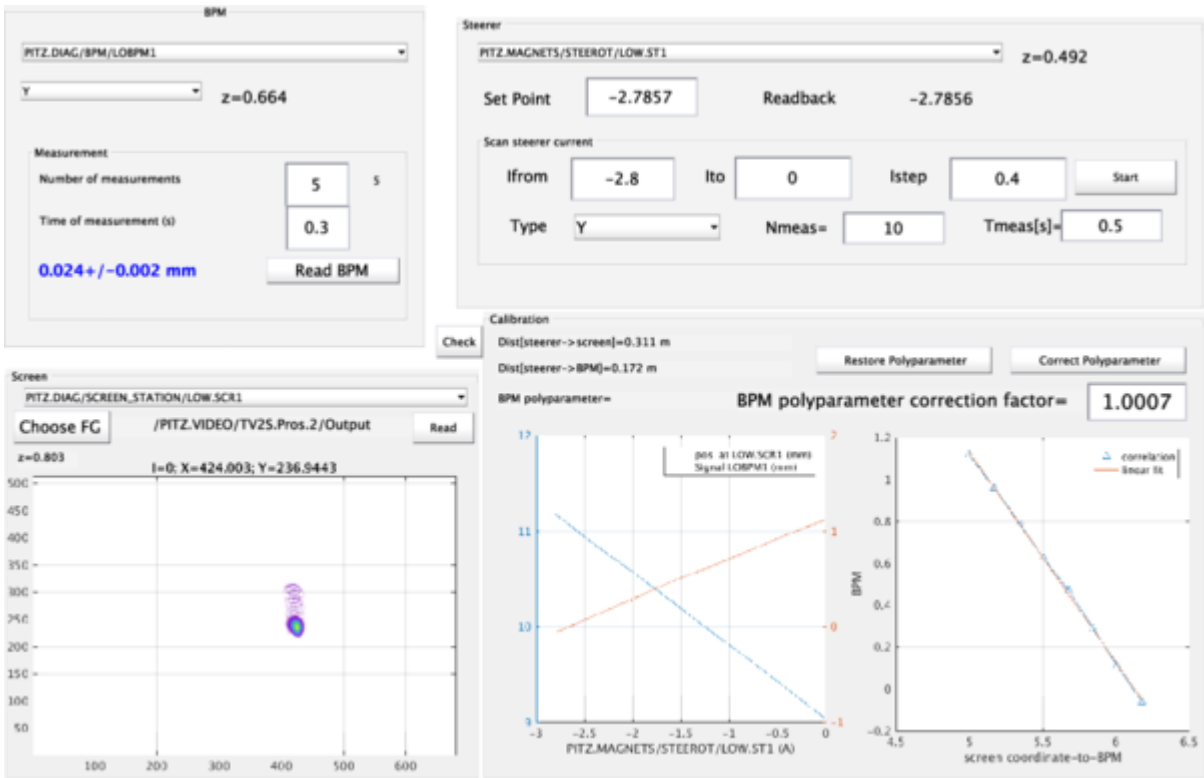 BPM
PITZ.DIAG/BPM/LOBPM1
Y z=0.664
Measurement
Number of measurements 5 5
Time of measurement (s) 0.3
0.024+/-0.002 mm Read BPM
Steerer
PITZ.MAGNETS/STEEROT/LOW.ST1 z=0.492
Set Point -2.7857 Readback -2.7856
Scan steerer current
Ifrom -2.8 Ito 0 Istep 0.4 Start
Type Y Nmeas= 10 Tmeas[s]= 0.5
Check
Screen
PITZ.DIAG/SCREEN_STATION/LOW.SCR1
Choose FG /PITZ.VIDEO/TV2S.Pros.2/Output Read
z=0.803
I=0; X=424.003; Y=236.9443
500
450
400
350
300
250
200
150
100
50
100 200 300 400 500 600
Calibration
Dist[steerer->screen]=0.311 m
Dist[steerer->BPM]=0.172 m
Restore Polyparameter Correct Polyparameter
BPM polyparameter= BPM polyparameter correction factor= 1.0007
12 2
pos at LOW.SCR1 (mm)
Signal LOBPM1 (mm)
11 1
10 0
9 -1
-3 -2.5 -2 -1.5 -1 -0.5 0
PITZ.MAGNETS/STEEROT/LOW.ST1 (A)
1.2
correlation
linear fit
1
0.8
0.6
BPM
0.4
0.2
0
-0.2
4.5 5 5.5 6 6.5
screen coordinate-to-BPM